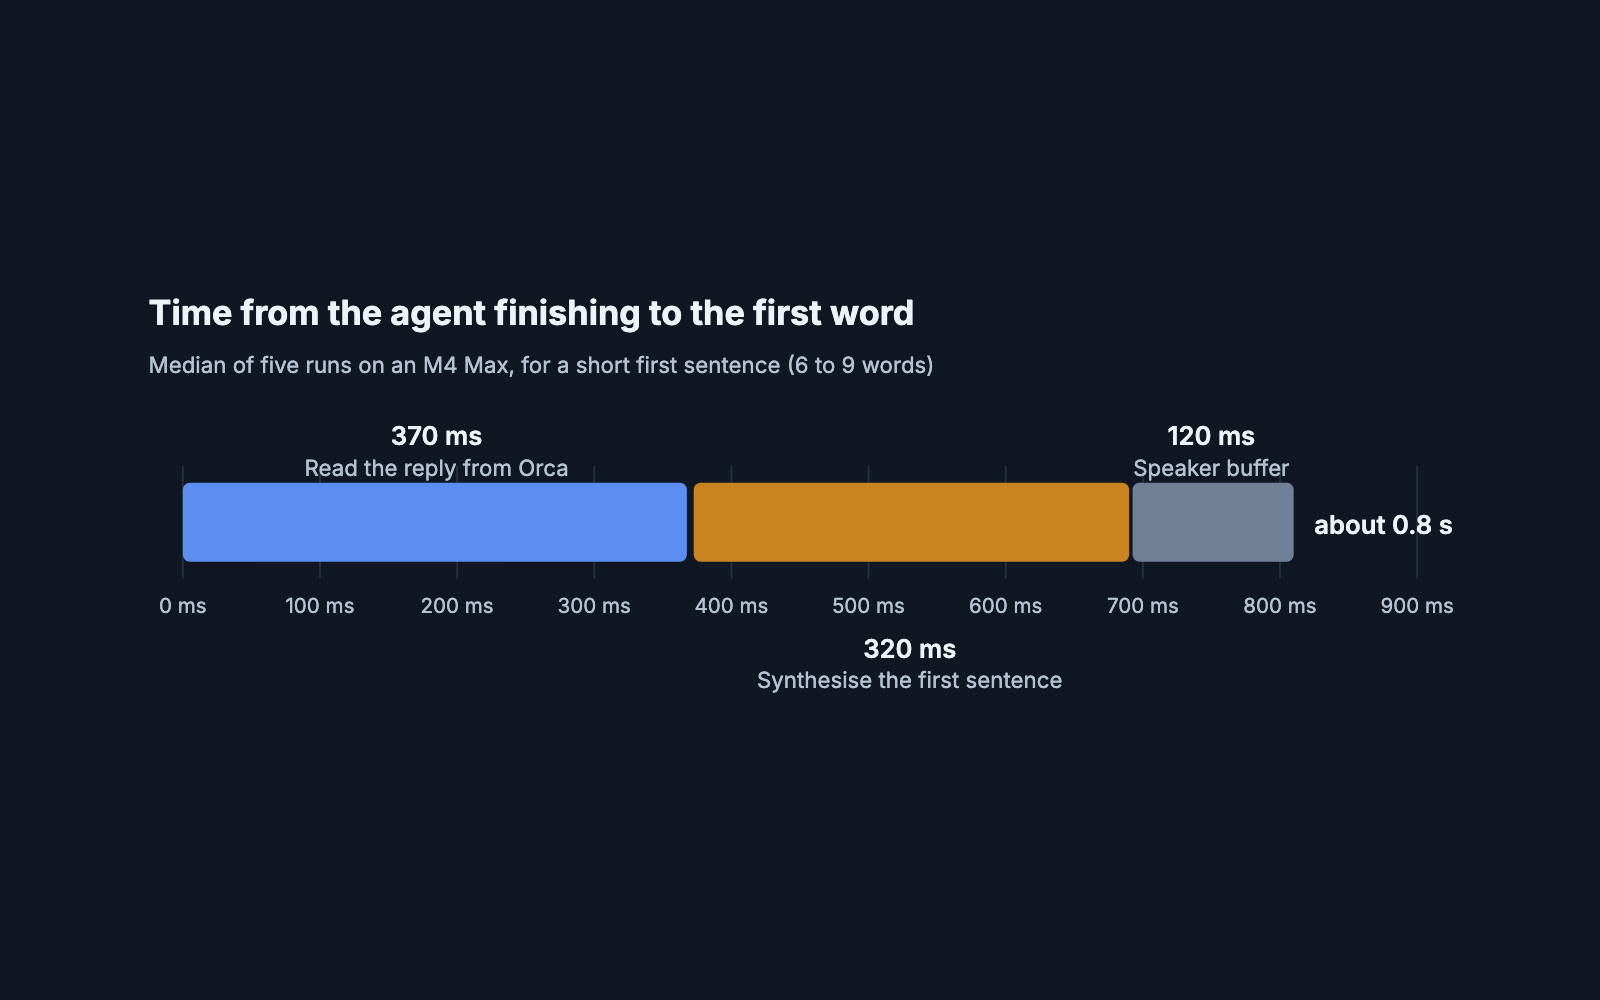 Time from the agent finishing to the first word
Median of five runs on an M4 Max, for a short first sentence (6 to 9 words)
370 ms
Read the reply from Orca
120 ms
Speaker buffer
about 0.8 s
0 ms
100 ms
200 ms
300 ms
400 ms
500 ms
600 ms
700 ms
800 ms
900 ms
320 ms
Synthesise the first sentence